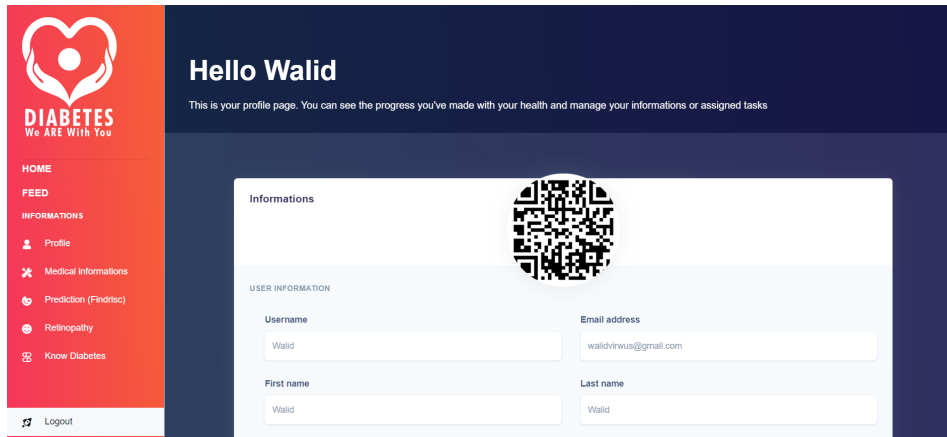 DIABETES
We ARE With You
HOME
FEED
INFORMATIONS
Profile
Medical informations
Prediction (Findrisc)
Retinopathy
Know Diabetes
Logout
Hello Walid
This is your profile page. You can see the progress you've made with your health and manage your informations or assigned tasks
Informations
USER INFORMATION
Username
Email address
Walid
walidvirwus@gmail.com
First name
Last name
Walid
Walid